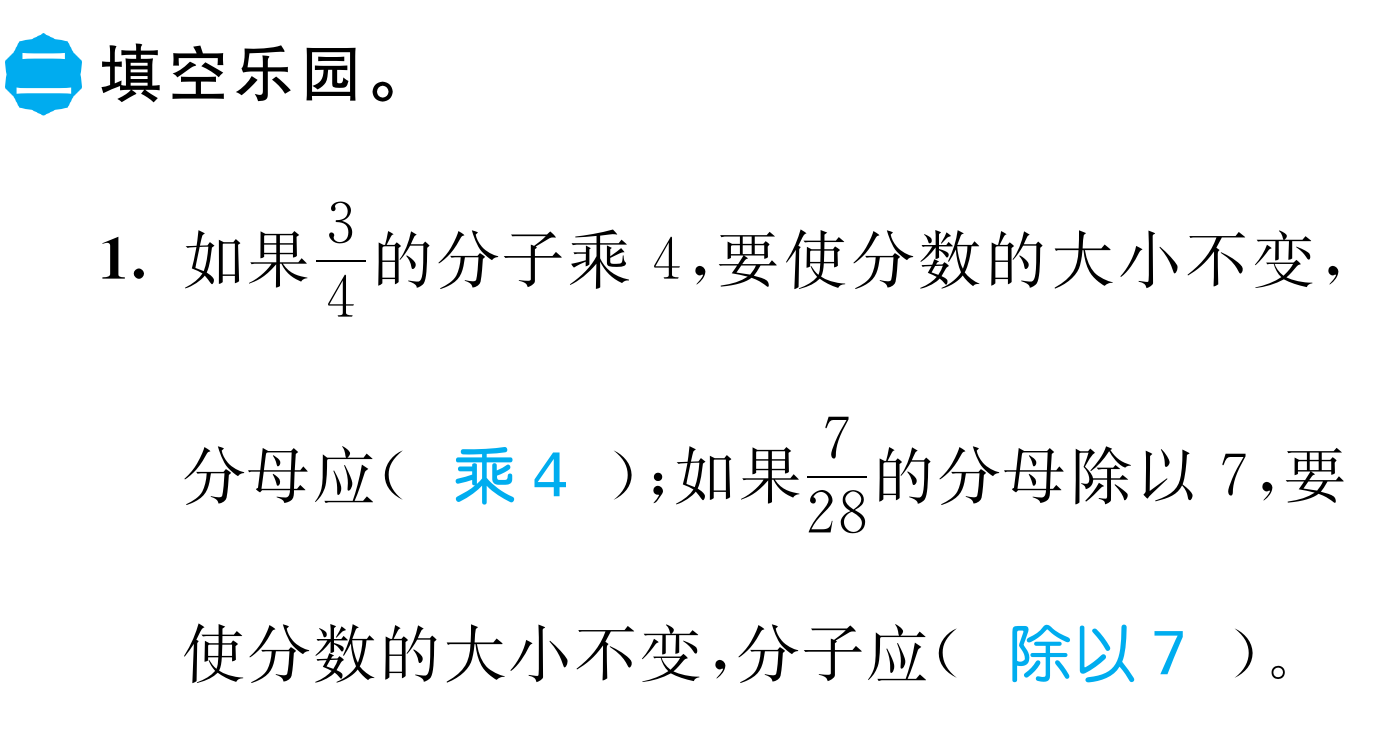 二 填空乐园。
1. 如果3/4的分子乘 4,要使分数的大小不变,
分母应( 乘 4 );如果7/28的分母除以 7,要
使分数的大小不变,分子应( 除以 7 )。